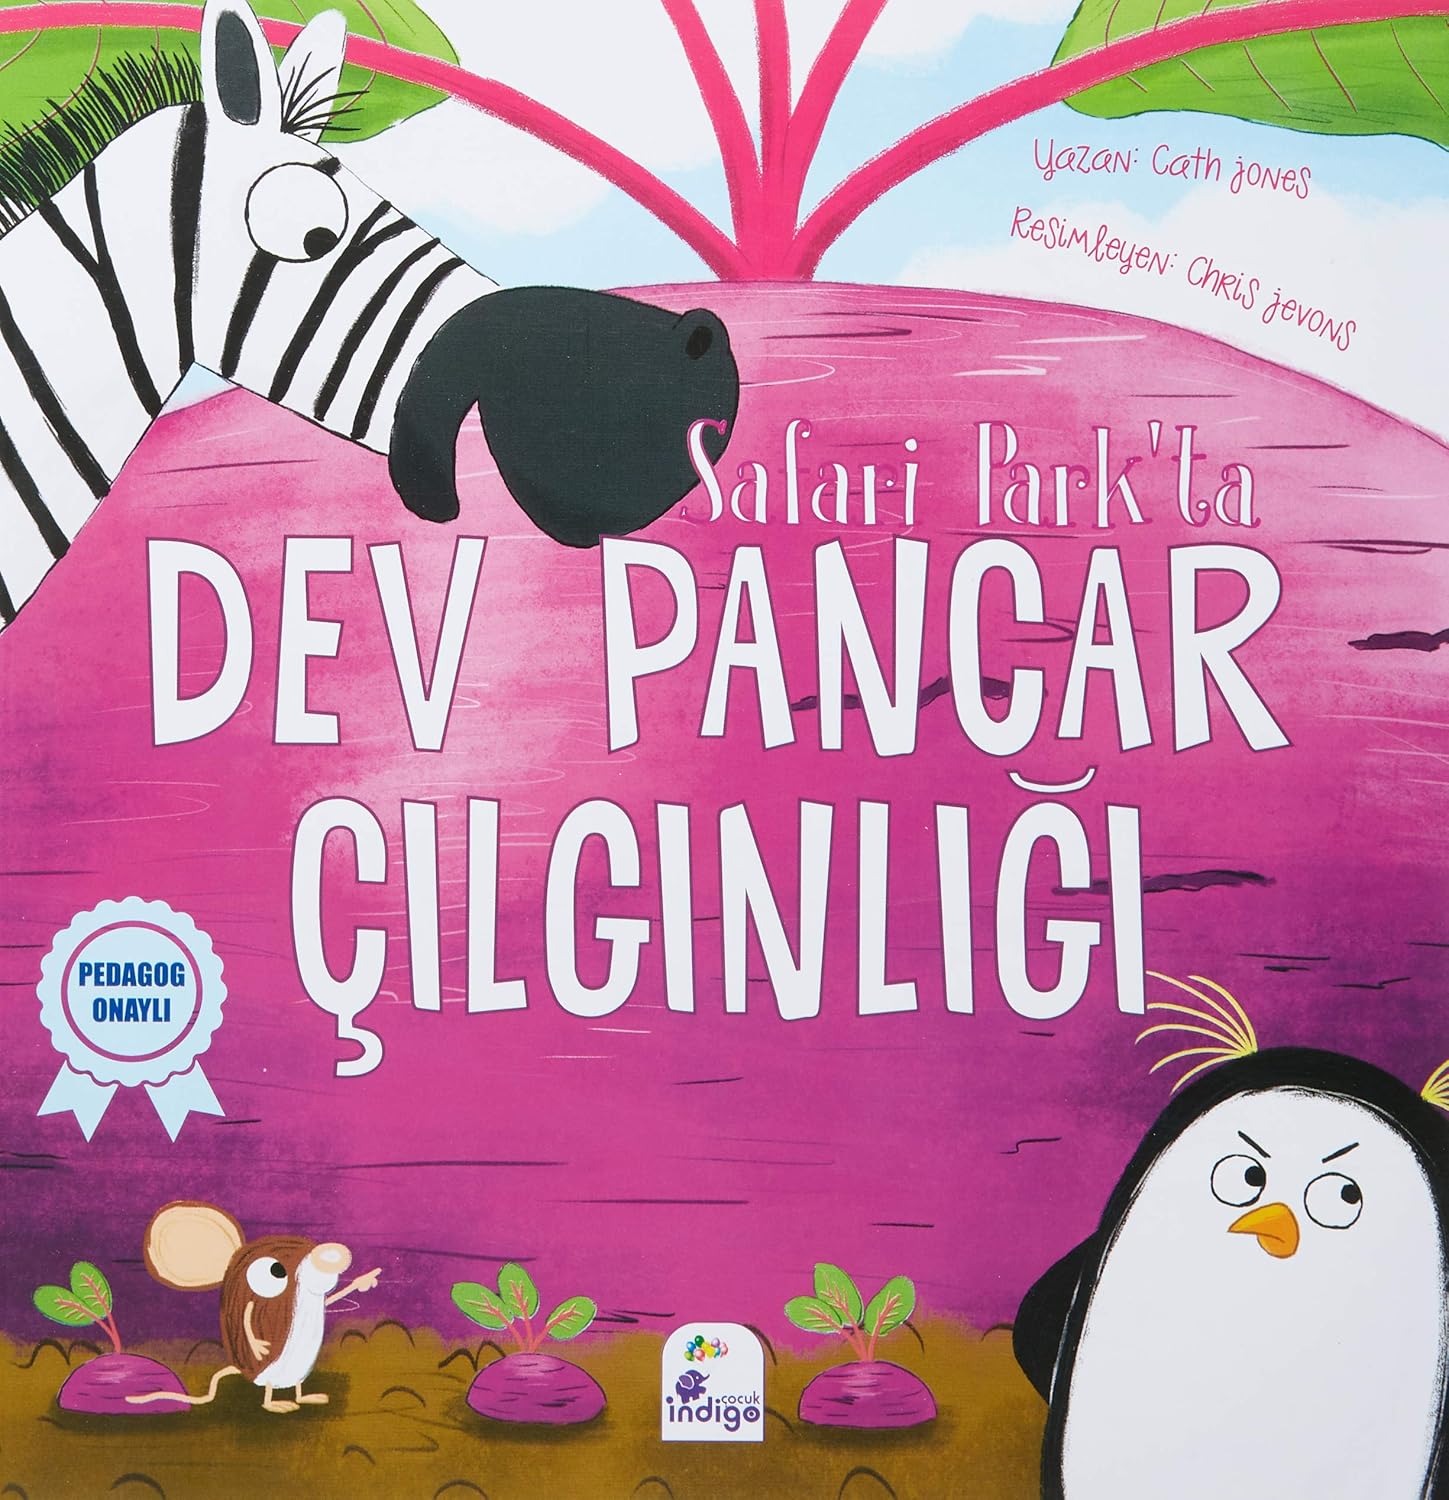 Yazan: Cath Jones
Resimleyen: Chris Jevons
Safari Park'ta
DEV PANCAR
ÇILGINLIĞI
PEDAGOG
ONAYLI
çocuk
indigo